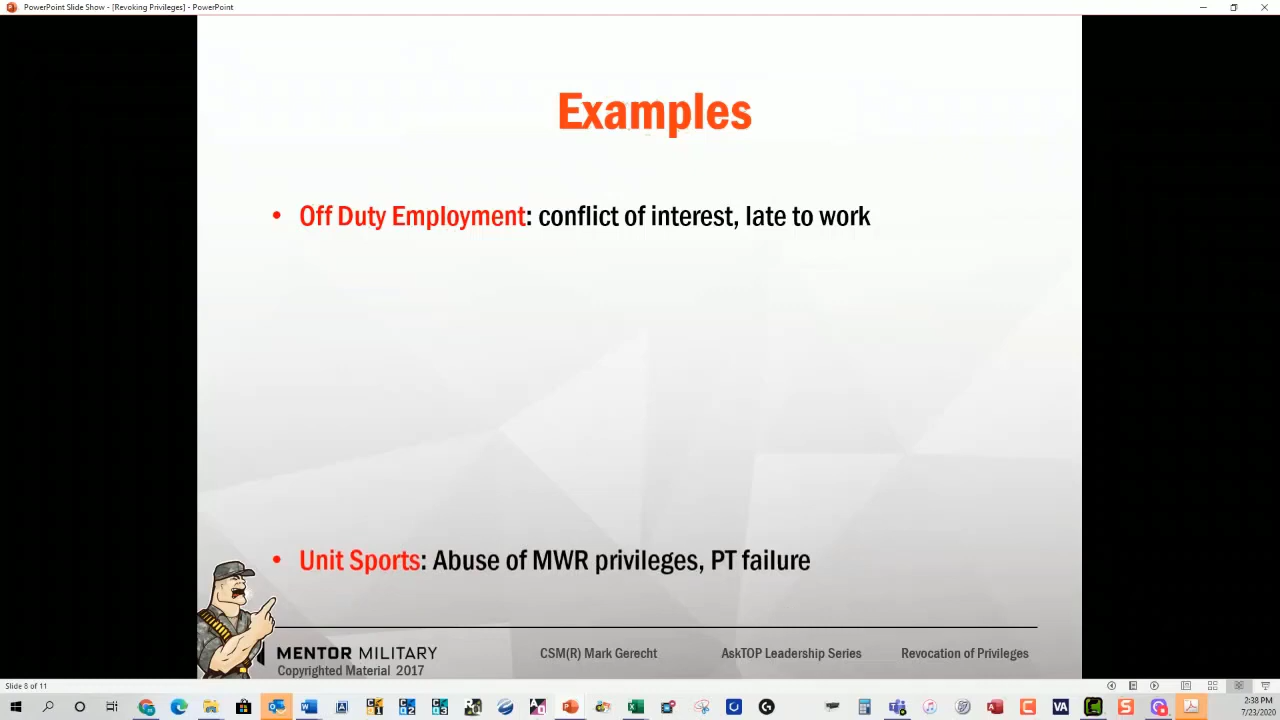 PowerPoint Slide Show - [Revoking Privileges] - PowerPoint
Examples
• Off Duty Employment: conflict of interest, late to work
• Unit Sports: Abuse of MWR privileges, PT failure
MENTOR MILITARY
Copyrighted Material 2017
CSM(R) Mark Gerecht
AskTOP Leadership Series
Revocation of Privileges
Slide 8 of 11
2:38 PM
7/23/2020